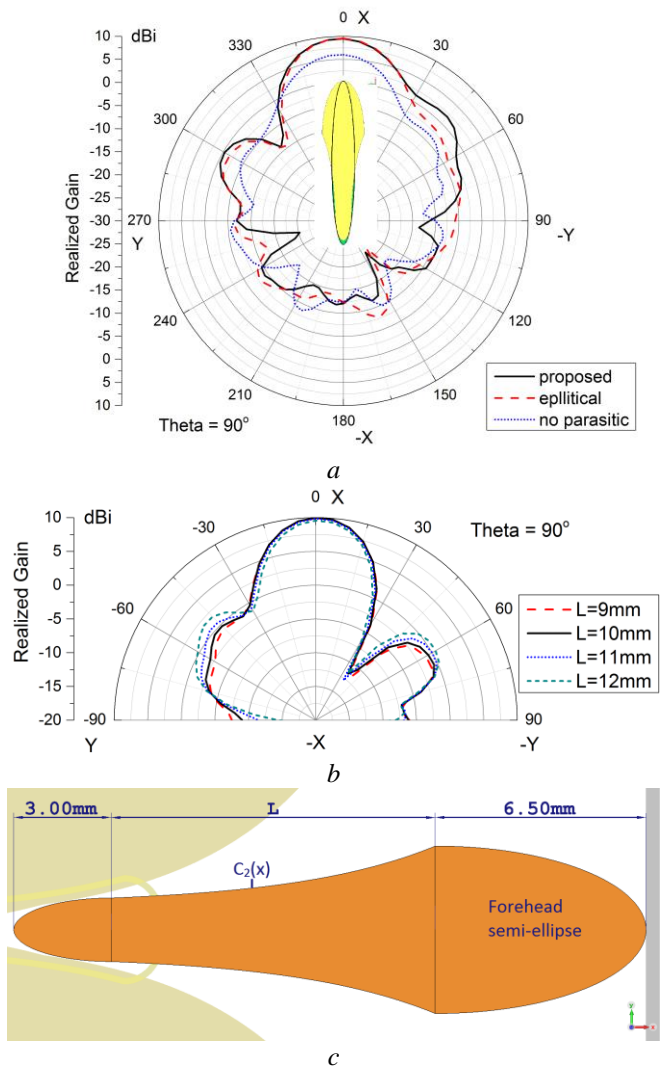 0 X
dBi
10
5
0
-5
-10
-15
-20
-25
-30
-25
-20
-15
-10
-5
0
5
10
Realized Gain
330
30
300
60
270
Y
90
-Y
240
120
210
150
180
-X
Theta = 90°
proposed
epllitical
no parasitic
a
0 X
dBi
10
5
0
-5
-10
-15
-20
Realized Gain
-30
30
-60
60
-90
90
Y
-X
-Y
Theta = 90°
L=9mm
L=10mm
L=11mm
L=12mm
b
3.00mm L 6.50mm
C₂(x)
Forehead
semi-ellipse
Y
x
c